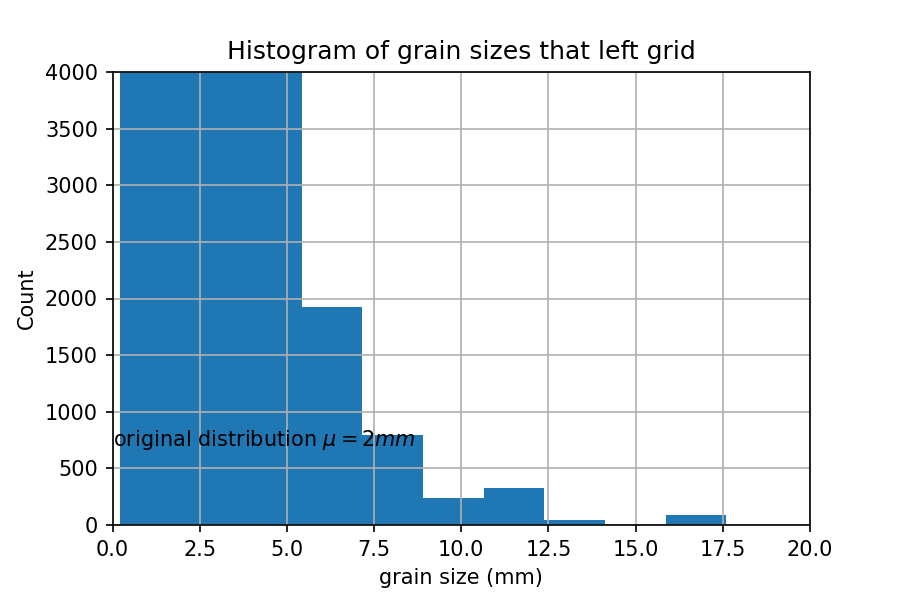 Histogram of grain sizes that left grid
4000
3500
3000
2500
2000
1500
1000
500
0
Count
original distribution μ = 2mm
0.0 2.5 5.0 7.5 10.0 12.5 15.0 17.5 20.0
grain size (mm)